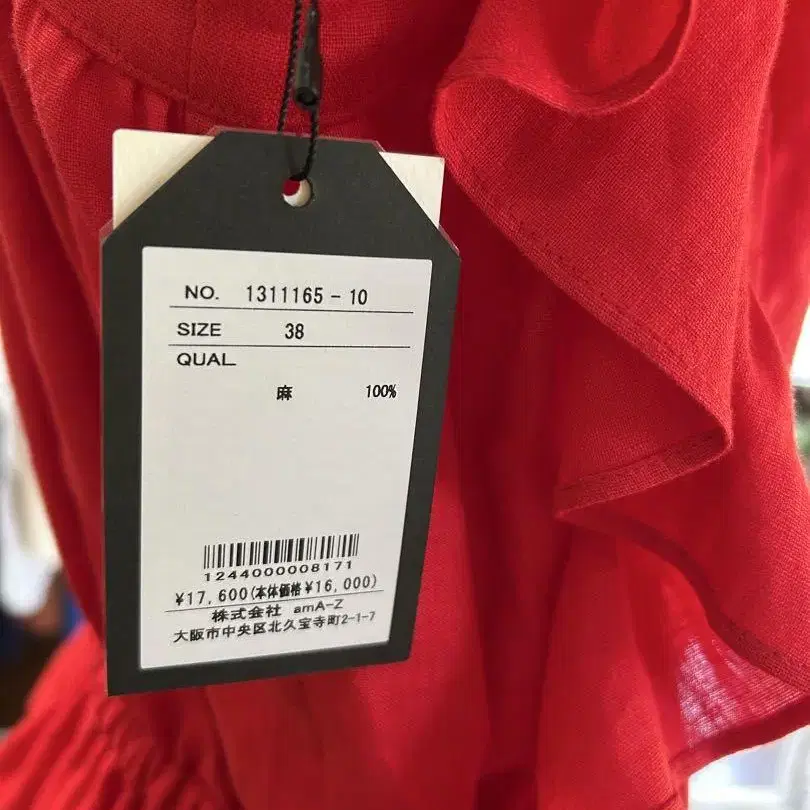 NO. 1311165-10
SIZE 38
QUAL
麻 100%
1244000008171
¥17,600(本体価格¥16,000)
株式会社 amA-Z
大阪市中央区北久宝寺町2-1-7